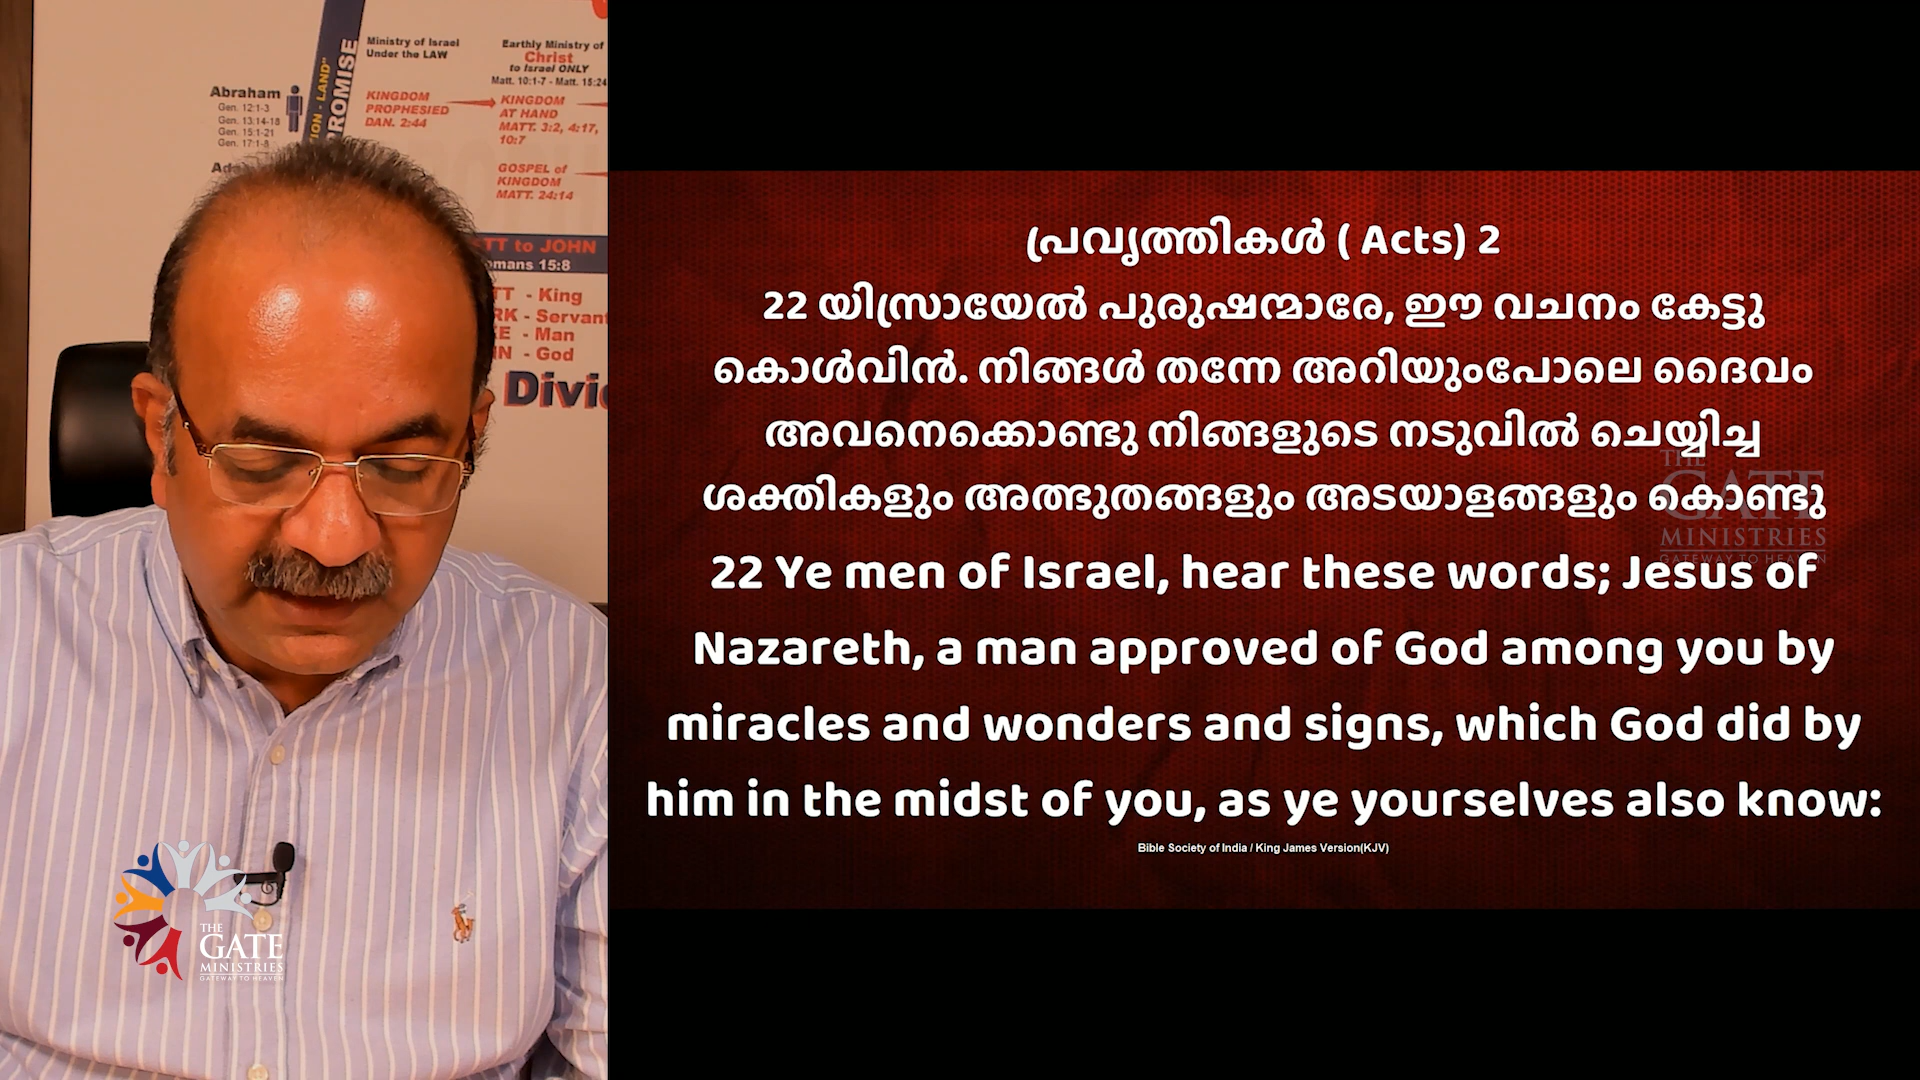 Ministry of Israel
Under the LAW
Earthly Ministry of
Christ
to Israel ONLY
Matt. 10:1-7 - Matt. 15:24
PROMISE
LAND"
Abraham
Gen. 12:1-3
Gen. 13:14-18
Gen. 15:1-21
Gen. 17:1-8
KINGDOM
PROPHESIED
DAN. 2:44
KINGDOM
AT HAND
MATT. 3:2, 4:17,
10:7
GOSPEL of
KINGDOM
MATT. 24:14
to JOHN
15:8
- King
- Servant
- Man
- God
പ്രവൃത്തികൾ ( Acts) 2
22 യിസ്രായേൽ പുരുഷന്മാരേ, ഈ വചനം കേട്ടു
കൊൾവിൻ. നിങ്ങൾ തന്നേ അറിയുംപോലെ ദൈവം
അവനെക്കൊണ്ടു നിങ്ങളുടെ നടുവിൽ ചെയ്യിച്ച
ശക്തികളും അത്ഭുതങ്ങളും അടയാളങ്ങളും കൊണ്ടു
22 Ye men of Israel, hear these words; Jesus of
Nazareth, a man approved of God among you by
miracles and wonders and signs, which God did by
him in the midst of you, as ye yourselves also know:
Bible Society of India / King James Version(KJV)
THE
GATE
MINISTRIES
GATEWAY TO HEAVEN
THE
GATE
MINISTRIES
GATEWAY TO HEAVEN